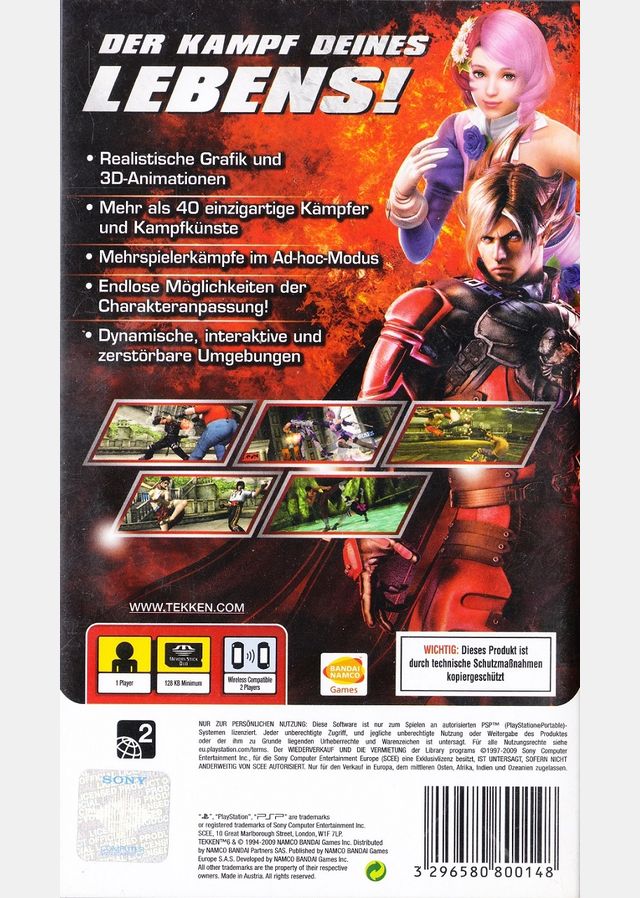 DER KAMPF DEINES
LEBENS!
• Realistische Grafik und
3D-Animationen
• Mehr als 40 einzigartige Kämpfer
und Kampfkünste
• Mehrspielerkämpfe im Ad-hoc-Modus
• Endlose Möglichkeiten der
Charakteranpassung!
• Dynamische, interaktive und
zerstörbare Umgebungen
WWW.TEKKEN.COM
1 Player
MEMORY STICK
DUO
128 KB Minimum
Wireless Compatible
2 Players
BANDAI
NAMCO
Games
WICHTIG: Dieses Produkt ist
durch technische Schutzmaßnahmen
kopiergeschützt
2
NUR ZUR PERSÖNLICHEN NUTZUNG: Diese Software ist nur zum Spielen an autorisierten PSP™ (PlayStation®Portable)-
Systemen lizenziert. Jeder unberechtigte Zugriff, und jegliche unberechtigte Nutzung oder Weitergabe des Produktes
oder der ihm zu Grunde liegenden Urheberrechte und Warenzeichen ist untersagt. Für alle Nutzungsrechte siehe
eu.playstation.com/terms. Der WIEDERVERKAUF UND DIE VERMIETUNG der Library programs ©1997-2009 Sony Computer
Entertainment Inc., für die Sony Computer Entertainment Europe (SCEE) eine Exklusivlizenz besitzt, IST UNTERSAGT, SOFERN NICHT
ANDERWEITIG VON SCEE AUTORISIERT. Nur für den Verkauf in Europa, dem mittleren Osten, Afrika, Indien und Ozeanien zugelassen.
SONY
COMPUTER
", "PlayStation", "PSP" are trademarks
or registered trademarks of Sony Computer Entertainment Inc.
SCEE, 10 Great Marlborough Street, London, W1F 7LP.
TEKKEN™6 & © 1994-2009 NAMCO BANDAI Games Inc. Distributed
by NAMCO BANDAI Partners SAS. Published by NAMCO BANDAI Games
Europe S.A.S. Developed by NAMCO BANDAI Games Inc.
All other trademarks are the property of their respective
owners. Made in Austria. All rights reserved.
3 296580 800148